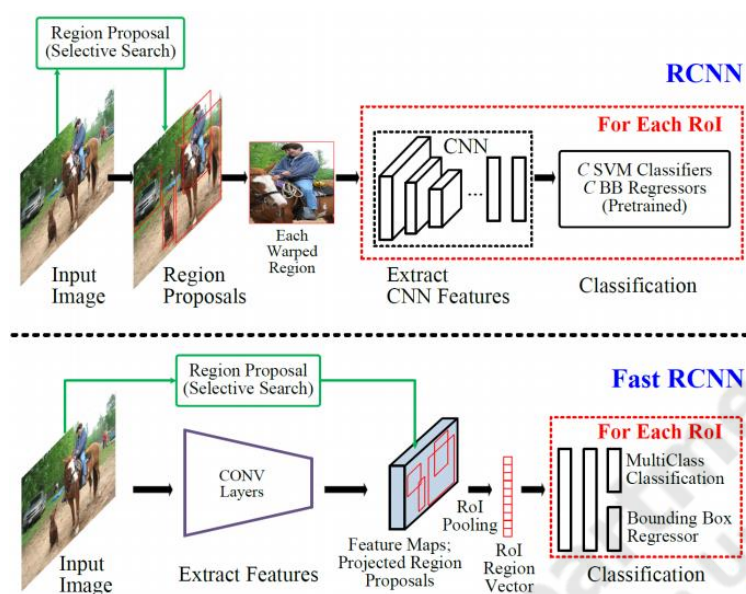 Region Proposal
(Selective Search)
RCNN
For Each RoI
CNN
...
C SVM Classifiers
C BB Regressors
(Pretrained)
Each
Warped
Region
Input
Image
Region
Proposals
Extract
CNN Features
Classification
Region Proposal
(Selective Search)
Fast RCNN
For Each RoI
CONV
Layers
MultiClass
Classification
RoI
Pooling
Bounding Box
Regressor
Input
Image
Extract Features
Feature Maps;
Projected Region
Proposals
RoI
Region
Vector
Classification